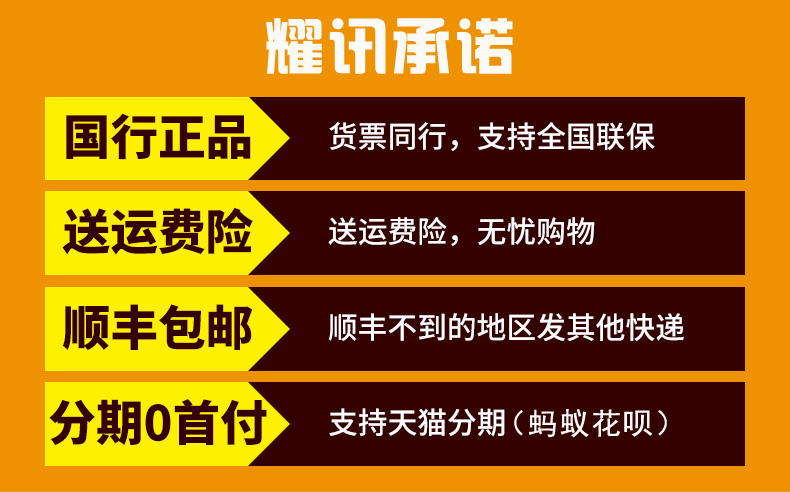 耀讯承诺
国行正品
货票同行，支持全国联保
送运费险
送运费险，无忧购物
顺丰包邮
顺丰不到的地区发其他快递
分期0首付
支持天猫分期（蚂蚁花呗）